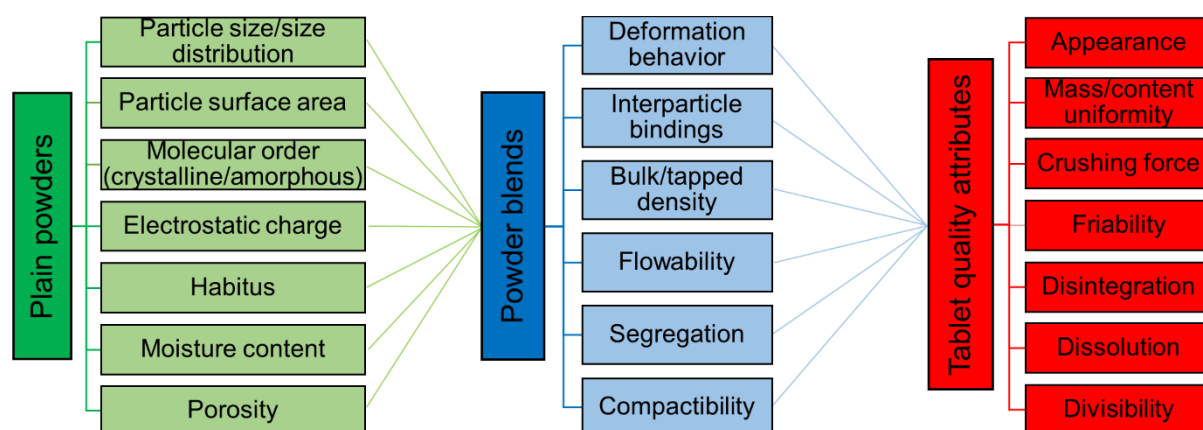 Plain powders
Particle size/size
distribution
Particle surface area
Molecular order
(crystalline/amorphous)
Electrostatic charge
Habitus
Moisture content
Porosity
Powder blends
Deformation
behavior
Interparticle
bindings
Bulk/tapped
density
Flowability
Segregation
Compactibility
Tablet quality attributes
Appearance
Mass/content
uniformity
Crushing force
Friability
Disintegration
Dissolution
Divisibility